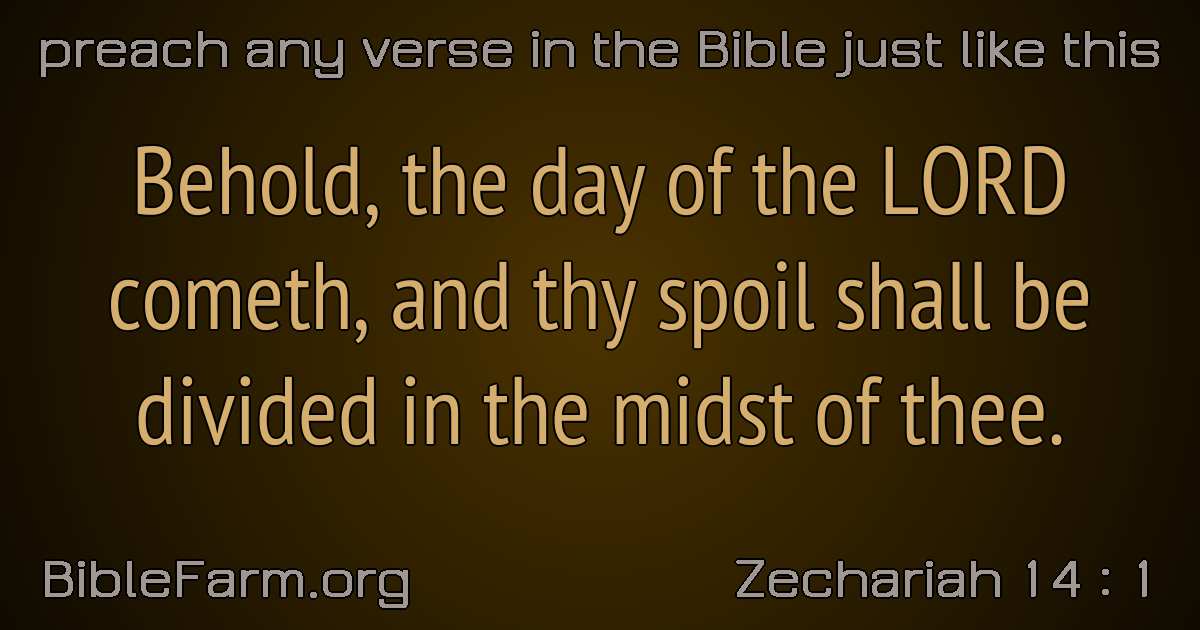 preach any verse in the Bible just like this
Behold, the day of the LORD
cometh, and thy spoil shall be
divided in the midst of thee.
BibleFarm.org
Zechariah 14 : 1